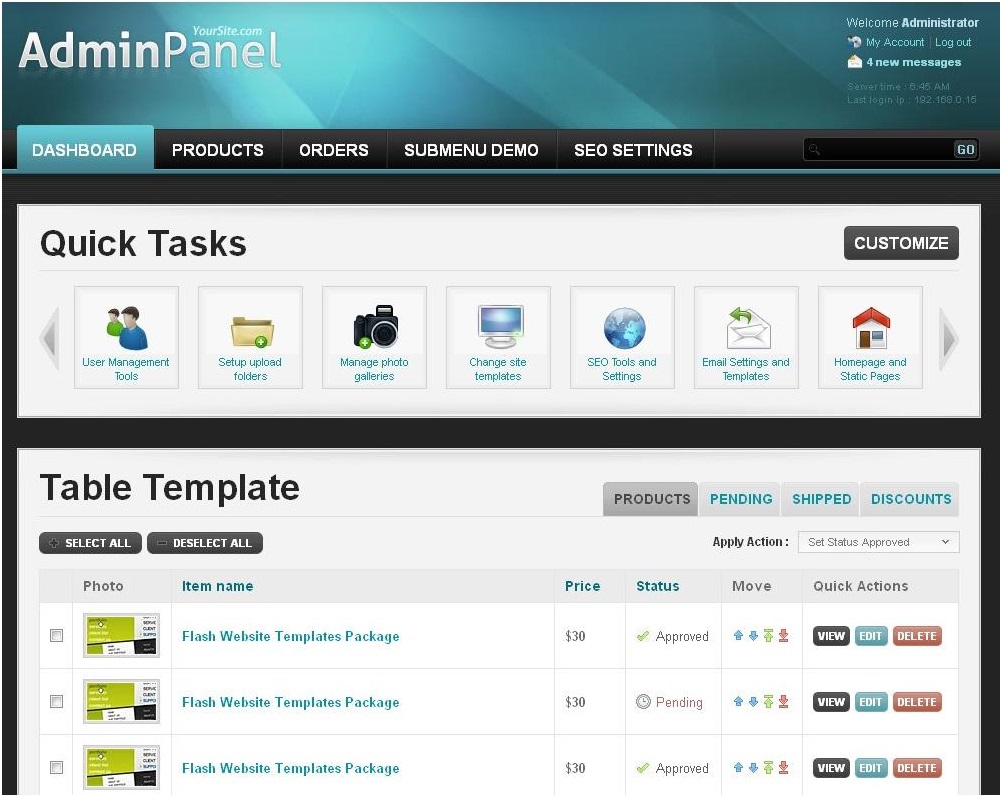 YourSite.com
AdminPanel
Welcome Administrator
My Account | Log out
4 new messages
Server time : 6:46 AM
Last login ip : 192.168.0.15
DASHBOARD PRODUCTS ORDERS SUBMENU DEMO SEO SETTINGS GO
Quick Tasks
CUSTOMIZE
User Management
Tools
Setup upload
folders
Manage photo
galleries
Change site
templates
SEO Tools and
Settings
Email Settings and
Templates
Homepage and
Static Pages
Table Template
PRODUCTS PENDING SHIPPED DISCOUNTS
SELECT ALL DESELECT ALL
Apply Action : Set Status Approved
Photo Item name Price Status Move Quick Actions
Flash Website Templates Package $30 Approved VIEW EDIT DELETE
Flash Website Templates Package $30 Pending VIEW EDIT DELETE
Flash Website Templates Package $30 Approved VIEW EDIT DELETE